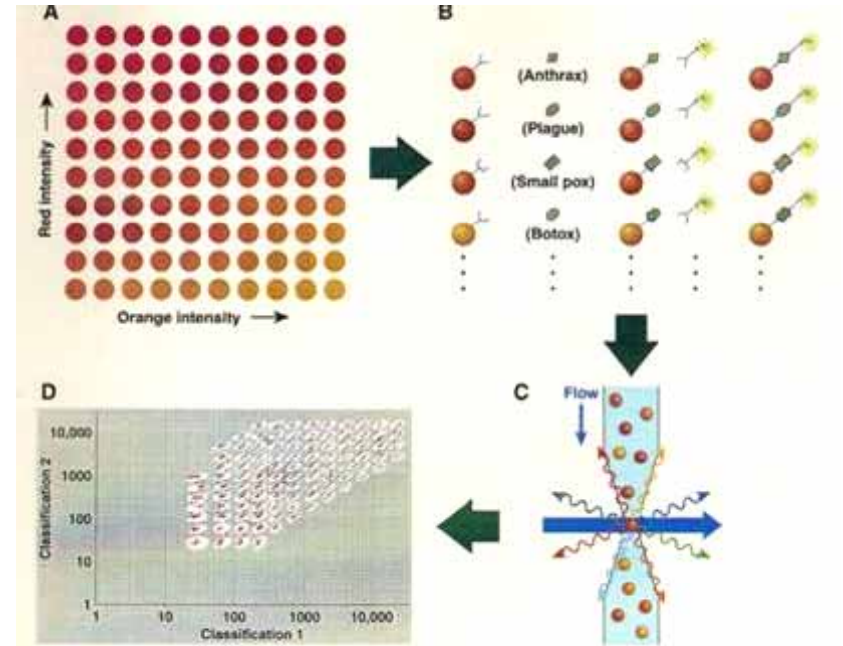 A
Red intensity
Orange intensity
B
(Anthrax)
(Plague)
(Small pox)
(Botox)
C
Flow
D
Classification 2
10,000
1000
100
10
1
1
10
100
1000
10,000
Classification 1